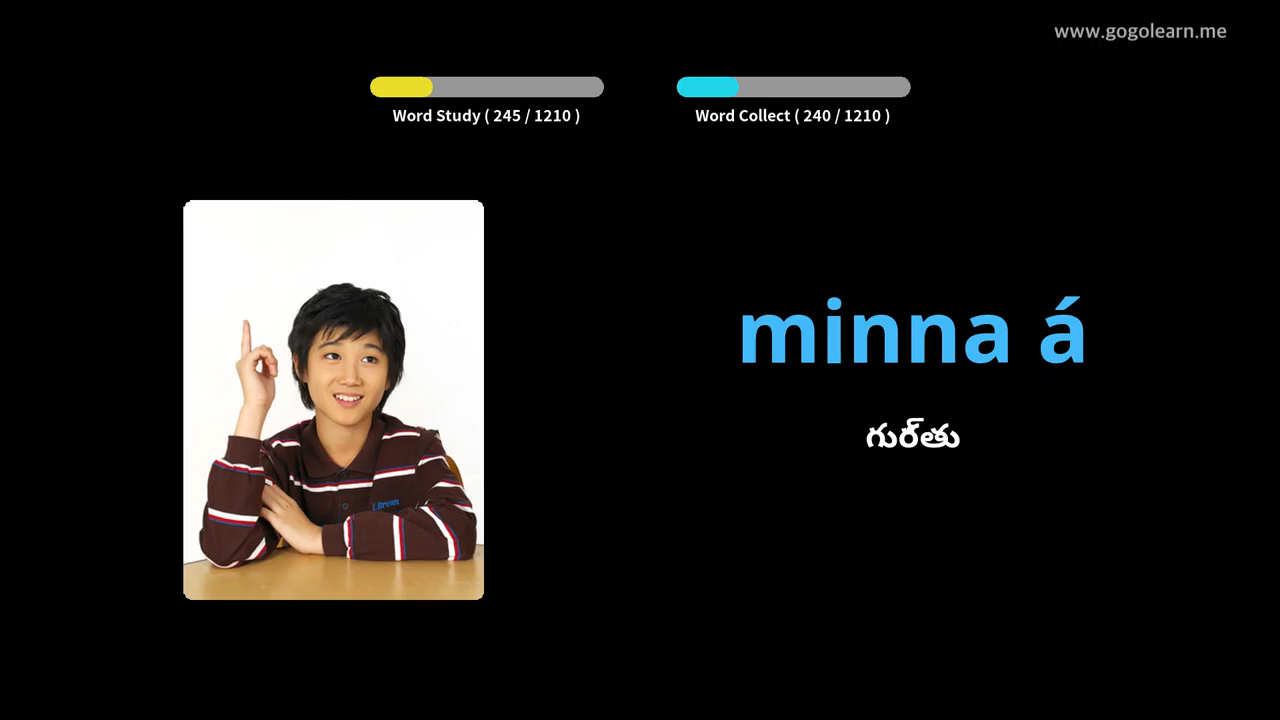 www.gogolearn.me
Word Study ( 245 / 1210 )
Word Collect ( 240 / 1210 )
minna á
గుర్తు